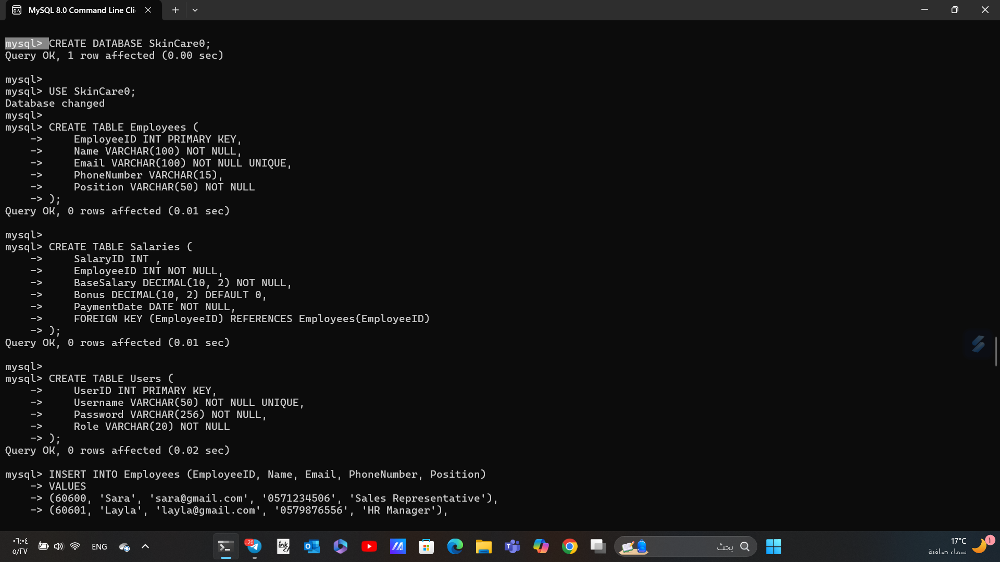 MySQL 8.0 Command Line Cli
mysql> CREATE DATABASE SkinCare0;
Query OK, 1 row affected (0.00 sec)
mysql>
mysql> USE SkinCare0;
Database changed
mysql>
mysql> CREATE TABLE Employees (
    ->     EmployeeID INT PRIMARY KEY,
    ->     Name VARCHAR(100) NOT NULL,
    ->     Email VARCHAR(100) NOT NULL UNIQUE,
    ->     PhoneNumber VARCHAR(15),
    ->     Position VARCHAR(50) NOT NULL
    -> );
Query OK, 0 rows affected (0.01 sec)
mysql>
mysql> CREATE TABLE Salaries (
    ->     SalaryID INT ,
    ->     EmployeeID INT NOT NULL,
    ->     BaseSalary DECIMAL(10, 2) NOT NULL,
    ->     Bonus DECIMAL(10, 2) DEFAULT 0,
    ->     PaymentDate DATE NOT NULL,
    ->     FOREIGN KEY (EmployeeID) REFERENCES Employees(EmployeeID)
    -> );
Query OK, 0 rows affected (0.01 sec)
mysql>
mysql> CREATE TABLE Users (
    ->     UserID INT PRIMARY KEY,
    ->     Username VARCHAR(50) NOT NULL UNIQUE,
    ->     Password VARCHAR(256) NOT NULL,
    ->     Role VARCHAR(20) NOT NULL
    -> );
Query OK, 0 rows affected (0.02 sec)
mysql> INSERT INTO Employees (EmployeeID, Name, Email, PhoneNumber, Position)
    -> VALUES
    -> (60600, 'Sara', 'sara@gmail.com', '0571234506', 'Sales Representative'),
    -> (60601, 'Layla', 'layla@gmail.com', '0579876556', 'HR Manager'),
٠٦:٠٤
٥/٢٧
ENG
..20
ink
بحث
17°C
سماء صافية
١